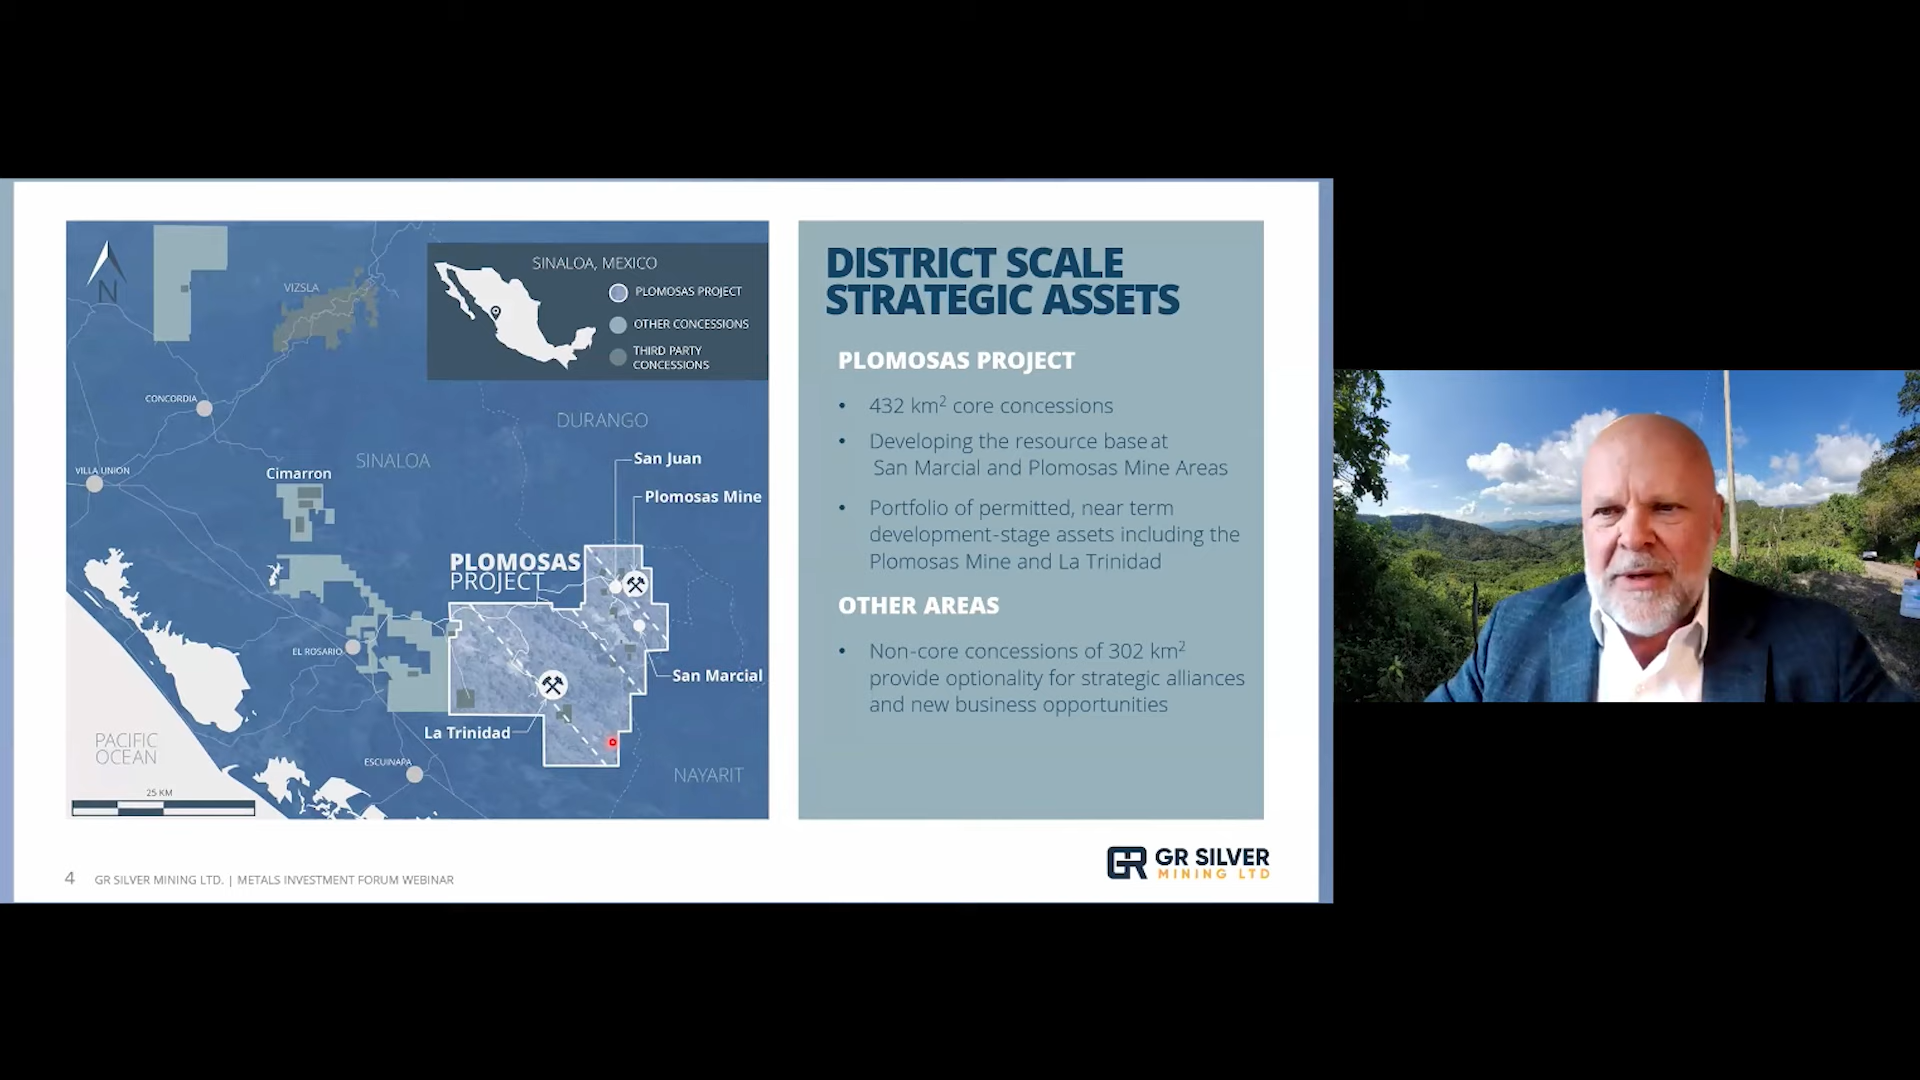 N
VIZSLA
SINALOA, MEXICO
PLOMOSAS PROJECT
OTHER CONCESSIONS
THIRD PARTY
CONCESSIONS
CONCORDIA
DURANGO
SINALOA
San Juan
VILLA UNION
Cimarron
Plomosas Mine
PLOMOSAS
PROJECT
EL ROSARIO
San Marcial
La Trinidad
PACIFIC
OCEAN
ESCUINAPA
NAYARIT
25 KM
DISTRICT SCALE
STRATEGIC ASSETS
PLOMOSAS PROJECT
• 432 km² core concessions
• Developing the resource base at
San Marcial and Plomosas Mine Areas
• Portfolio of permitted, near term
development-stage assets including the
Plomosas Mine and La Trinidad
OTHER AREAS
• Non-core concessions of 302 km²
provide optionality for strategic alliances
and new business opportunities
4 GR SILVER MINING LTD. | METALS INVESTMENT FORUM WEBINAR
GR GR SILVER
MINING LTD